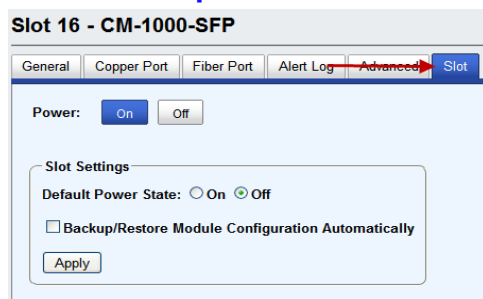 Slot 16 - CM-1000-SFP
General Copper Port Fiber Port Alert Log Advanced Slot
Power: On Off
Slot Settings
Default Power State: On Off
Backup/Restore Module Configuration Automatically
Apply